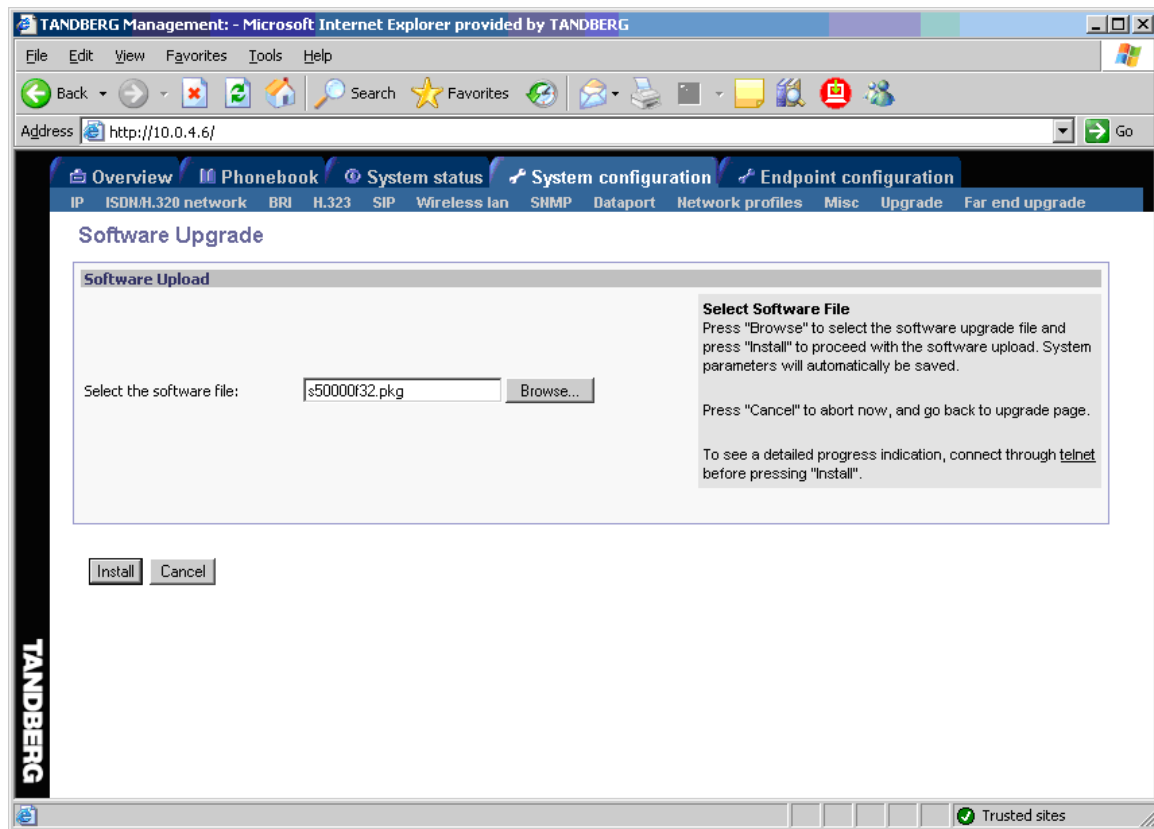 TANDBERG Management: - Microsoft Internet Explorer provided by TANDBERG
File Edit View Favorites Tools Help
Back Search Favorites
Address http://10.0.4.6/ Go
Overview Phonebook System status System configuration Endpoint configuration
IP ISDN/H.320 network BRI H.323 SIP Wireless lan SNMP Dataport Network profiles Misc Upgrade Far end upgrade
Software Upgrade
Software Upload
Select the software file: s50000f32.pkg Browse...
Select Software File
Press "Browse" to select the software upgrade file and
press "Install" to proceed with the software upload. System
parameters will automatically be saved.
Press "Cancel" to abort now, and go back to upgrade page.
To see a detailed progress indication, connect through telnet
before pressing "Install".
Install Cancel
TANDBERG
Trusted sites